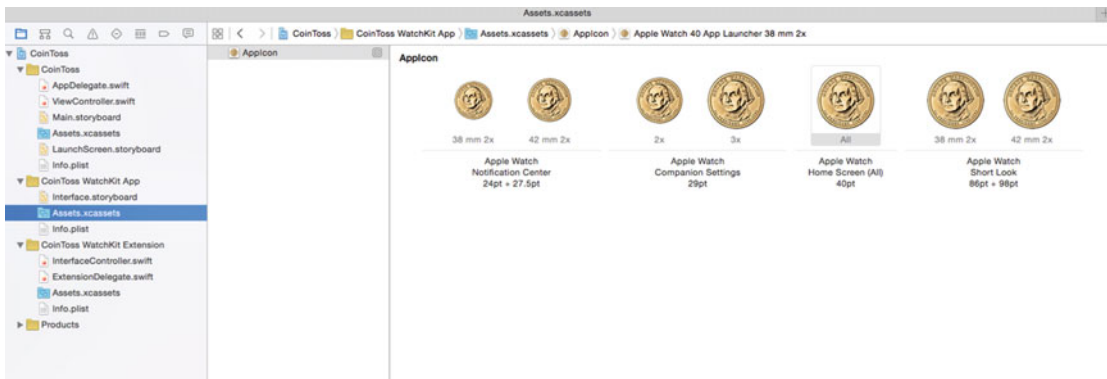 Assets.xcassets
CoinToss
CoinToss WatchKit App
Assets.xcassets
AppIcon
Apple Watch 40 App Launcher 38 mm 2x
CoinToss
CoinToss
AppDelegate.swift
ViewController.swift
Main.storyboard
Assets.xcassets
LaunchScreen.storyboard
Info.plist
CoinToss WatchKit App
Interface.storyboard
Assets.xcassets
Info.plist
CoinToss WatchKit Extension
InterfaceController.swift
ExtensionDelegate.swift
Assets.xcassets
Info.plist
Products
AppIcon
AppIcon
38 mm 2x 42 mm 2x
Apple Watch
Notification Center
24pt + 27.5pt
2x 3x
Apple Watch
Companion Settings
29pt
All
Apple Watch
Home Screen (All)
40pt
38 mm 2x 42 mm 2x
Apple Watch
Short Look
86pt + 98pt